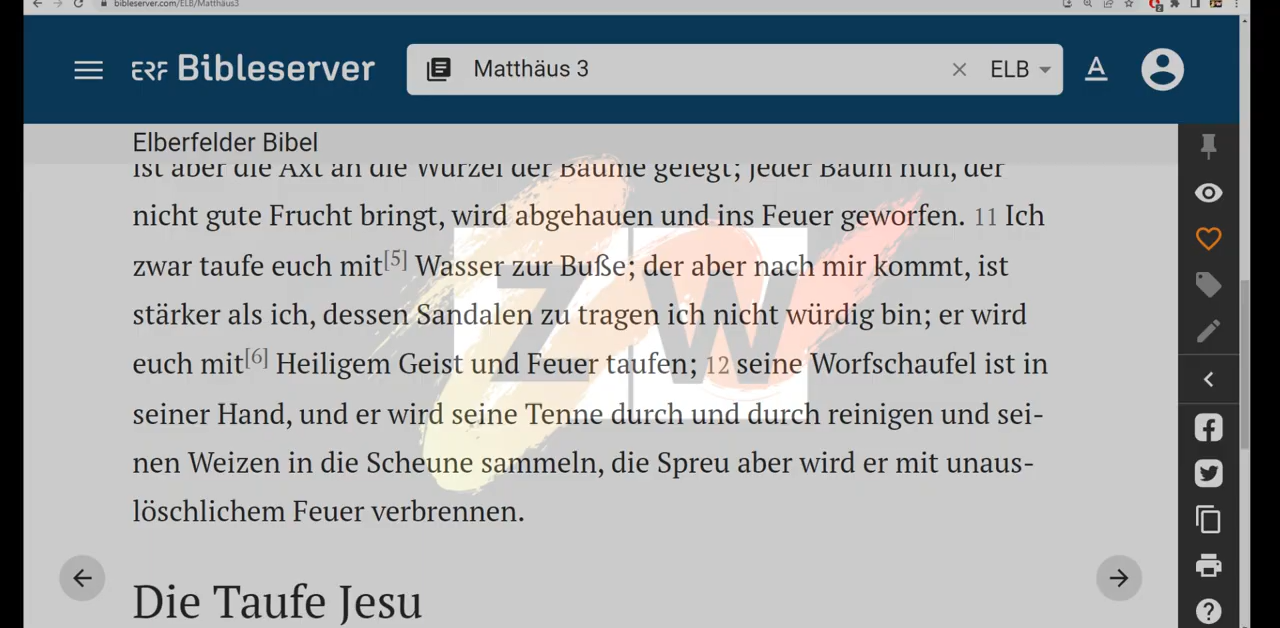 bibleserver.com/ELB/Matthäus3
ERF Bibleserver
Matthäus 3
ELB
A
Elberfelder Bibel
ist aber die Axt an die Wurzel der Bäume gelegt; jeder Baum nun, der
nicht gute Frucht bringt, wird abgehauen und ins Feuer geworfen. 11 Ich
zwar taufe euch mit[5] Wasser zur Buße; der aber nach mir kommt, ist
stärker als ich, dessen Sandalen zu tragen ich nicht würdig bin; er wird
euch mit[6] Heiligem Geist und Feuer taufen; 12 seine Worfschaufel ist in
seiner Hand, und er wird seine Tenne durch und durch reinigen und sei-
nen Weizen in die Scheune sammeln, die Spreu aber wird er mit unaus-
löschlichem Feuer verbrennen.
Die Taufe Jesu
ZW